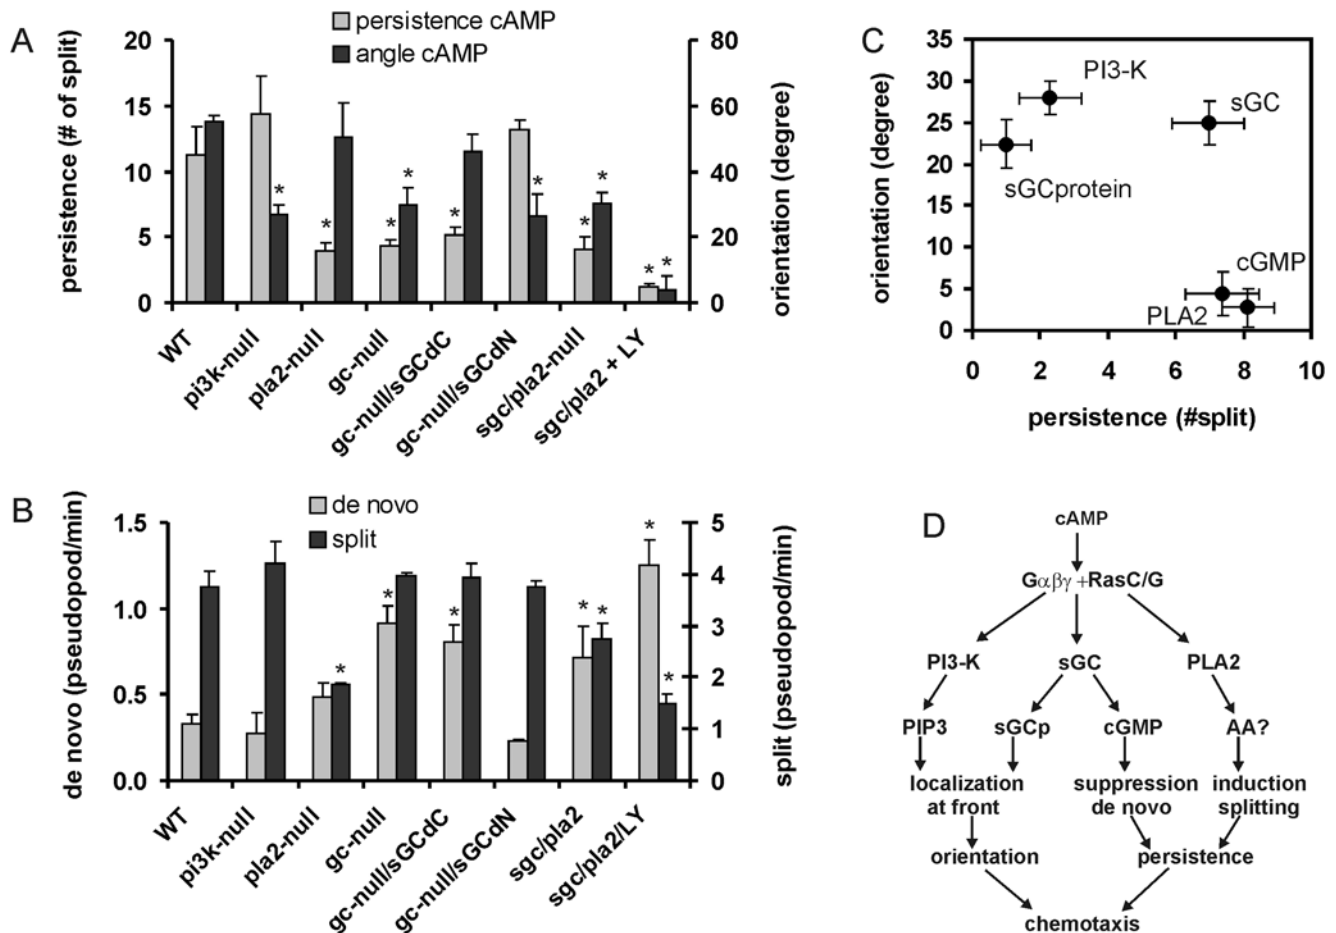 A
persistence cAMP
angle cAMP
persistence (# of split)
20
15
10
5
0
80
60
40
20
0
orientation (degree)
* * * * * * * * * *
WT
pi3k-null
pla2-null
gc-null
gc-null/sGCdC
gc-null/sGCdN
sgc/pla2-null
sgc/pla2 + LY
B
de novo
split
de novo (pseudopod/min)
1.5
1.0
0.5
0.0
5
4
3
2
1
0
split (pseudopod/min)
* * * * * * *
WT
pi3k-null
pla2-null
gc-null
gc-null/sGCdC
gc-null/sGCdN
sgc/pla2
sgc/pla2/LY
C
orientation (degree)
35
30
25
20
15
10
5
0
PI3-K
sGC
sGCprotein
cGMP
PLA2
0 2 4 6 8 10
persistence (#split)
D
cAMP
Gαβγ +RasC/G
PI3-K sGC PLA2
PIP3 sGCp cGMP AA?
localization suppression induction
at front de novo splitting
orientation persistence
chemotaxis